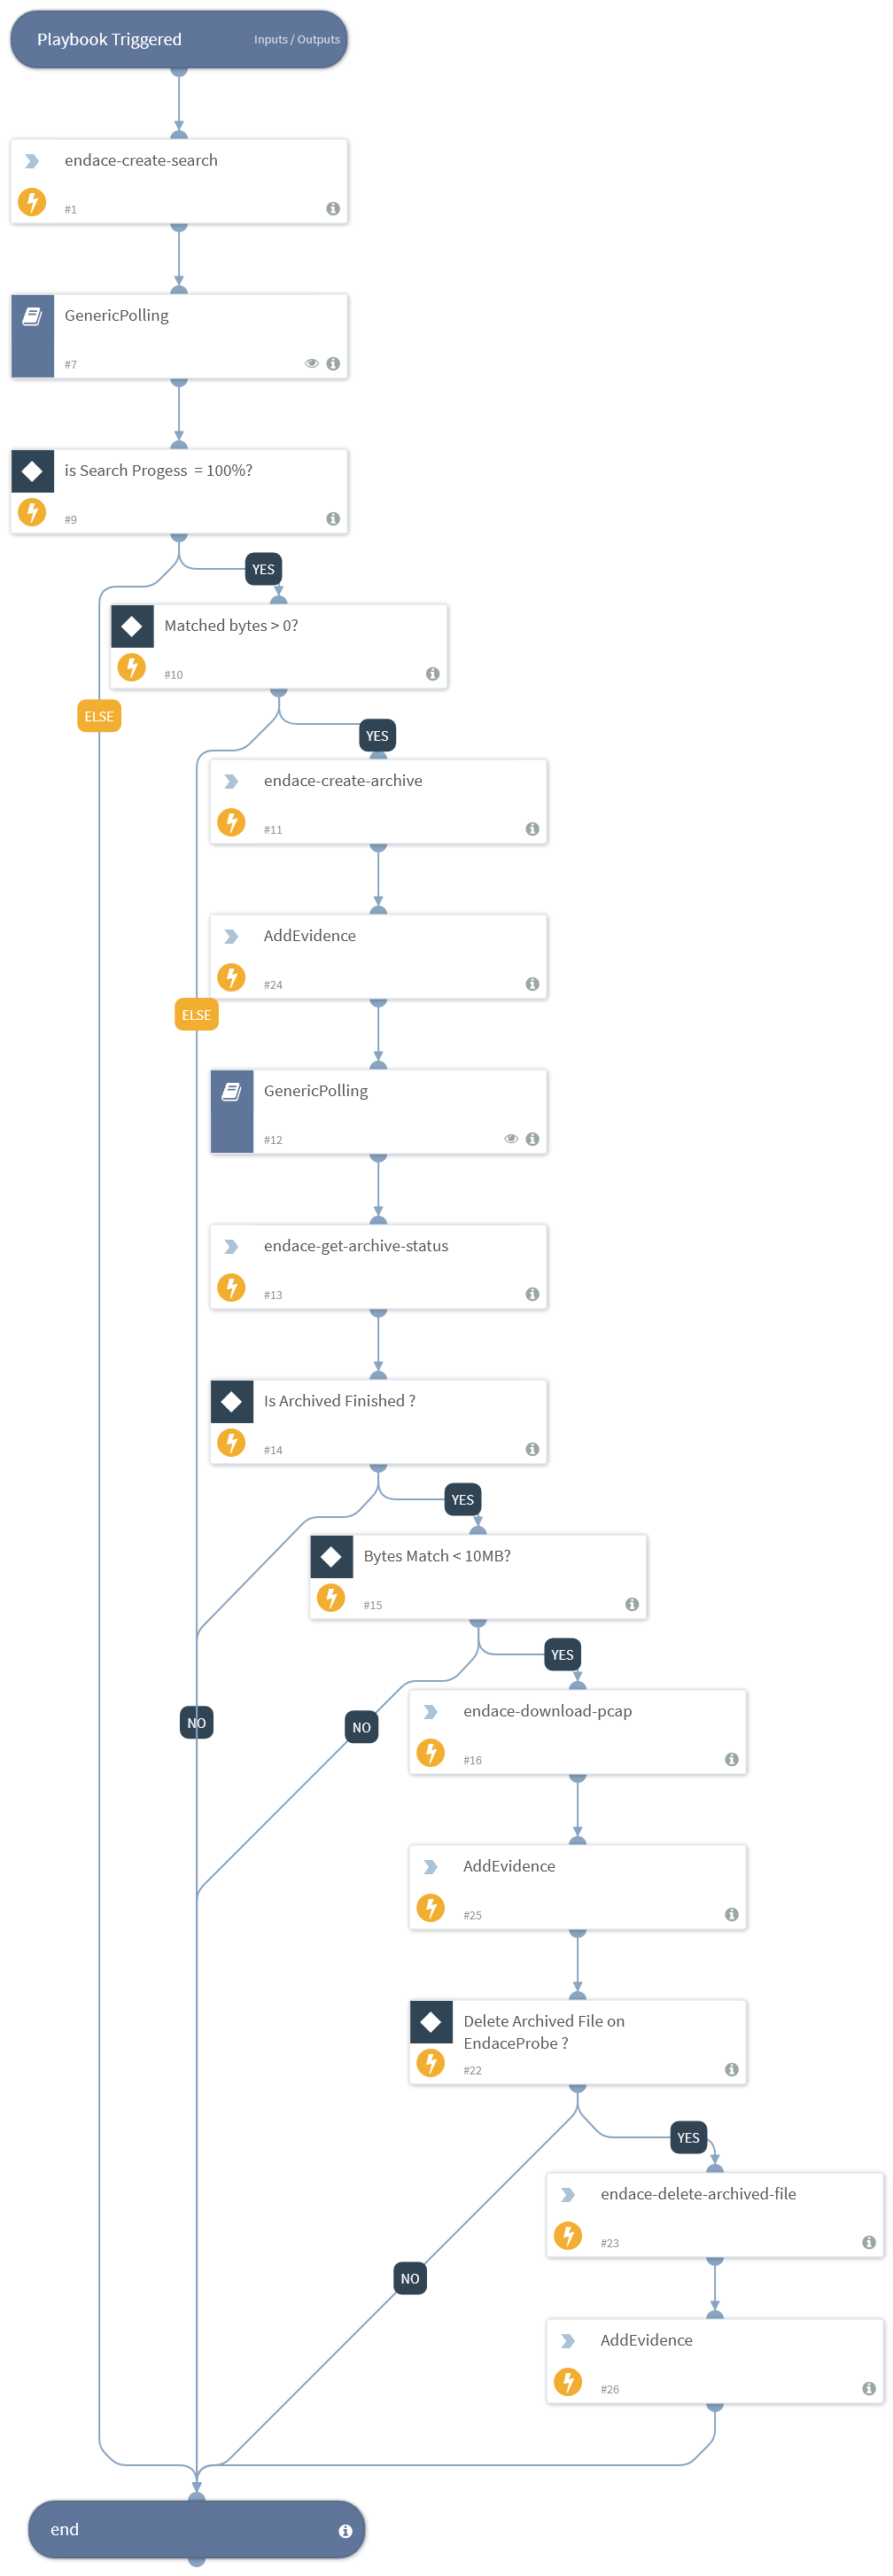 Playbook Triggered
Inputs / Outputs
endace-create-search
#1
GenericPolling
#7
is Search Progess = 100%?
#9
YES
Matched bytes > 0?
#10
ELSE
YES
endace-create-archive
#11
AddEvidence
#24
ELSE
GenericPolling
#12
endace-get-archive-status
#13
Is Archived Finished ?
#14
YES
Bytes Match < 10MB?
#15
YES
endace-download-pcap
NO
NO
#16
AddEvidence
#25
Delete Archived File on
EndaceProbe ?
#22
YES
endace-delete-archived-file
#23
NO
AddEvidence
#26
end